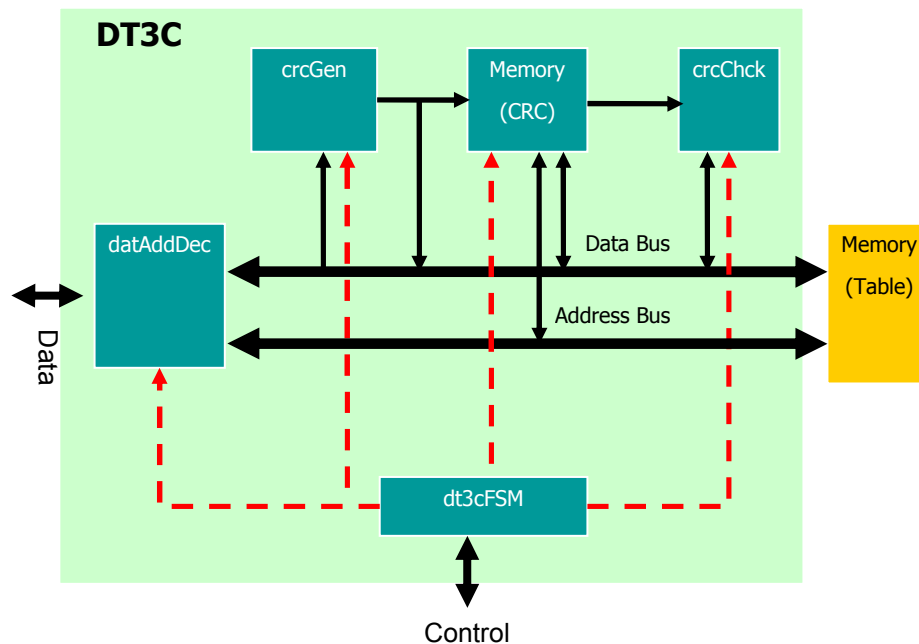 DT3C
crcGen
Memory
(CRC)
crcChck
datAddDec
Data Bus
Memory
(Table)
Address Bus
Data
dt3cFSM
Control